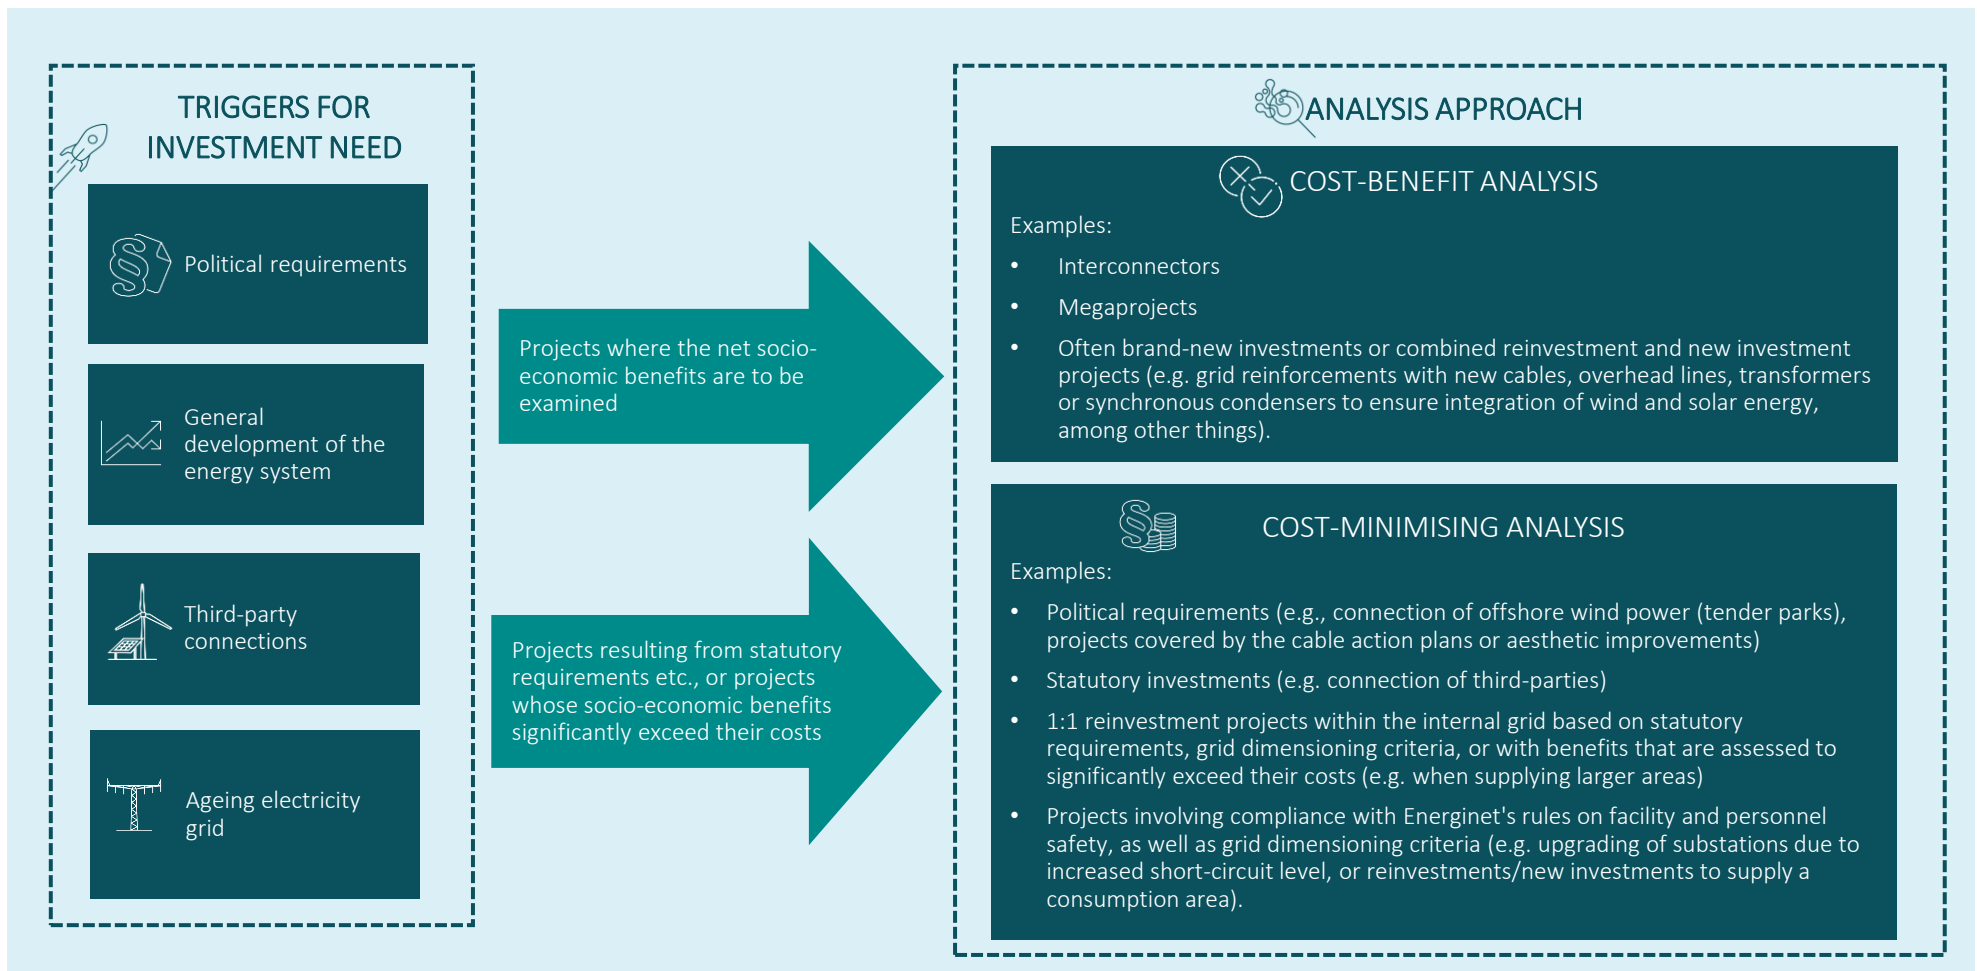 TRIGGERS FOR
INVESTMENT NEED
Political requirements
General
development of the
energy system
Third-party
connections
Ageing electricity
grid
Projects where the net socio-
economic benefits are to be
examined
Projects resulting from statutory
requirements etc., or projects
whose socio-economic benefits
significantly exceed their costs
ANALYSIS APPROACH
COST-BENEFIT ANALYSIS
Examples:
• Interconnectors
• Megaprojects
• Often brand-new investments or combined reinvestment and new investment
projects (e.g. grid reinforcements with new cables, overhead lines, transformers
or synchronous condensers to ensure integration of wind and solar energy,
among other things).
COST-MINIMISING ANALYSIS
Examples:
• Political requirements (e.g., connection of offshore wind power (tender parks),
projects covered by the cable action plans or aesthetic improvements)
• Statutory investments (e.g. connection of third-parties)
• 1:1 reinvestment projects within the internal grid based on statutory
requirements, grid dimensioning criteria, or with benefits that are assessed to
significantly exceed their costs (e.g. when supplying larger areas)
• Projects involving compliance with Energinet's rules on facility and personnel
safety, as well as grid dimensioning criteria (e.g. upgrading of substations due to
increased short-circuit level, or reinvestments/new investments to supply a
consumption area).